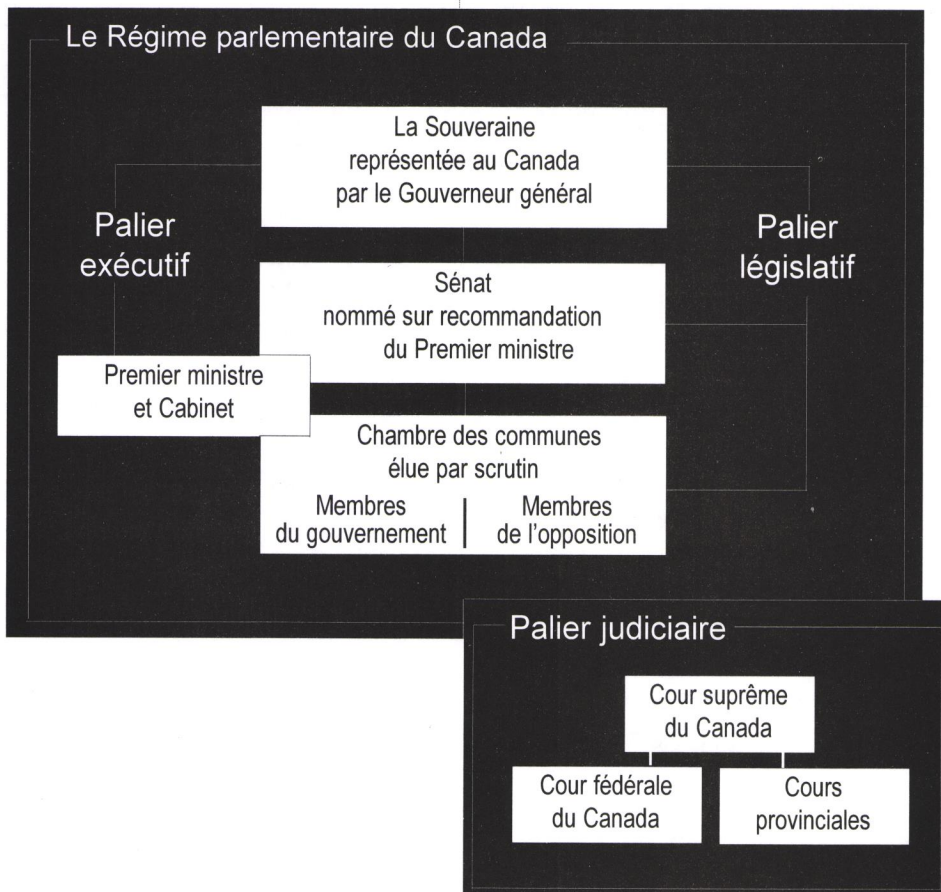 Le Régime parlementaire du Canada
La Souveraine
représentée au Canada
par le Gouverneur général
Palier
exécutif
Palier
législatif
Sénat
nommé sur recommandation
du Premier ministre
Premier ministre
et Cabinet
Chambre des communes
élue par scrutin
Membres
du gouvernement
Membres
de l'opposition
Palier judiciaire
Cour suprême
du Canada
Cour fédérale
du Canada
Cours
provinciales